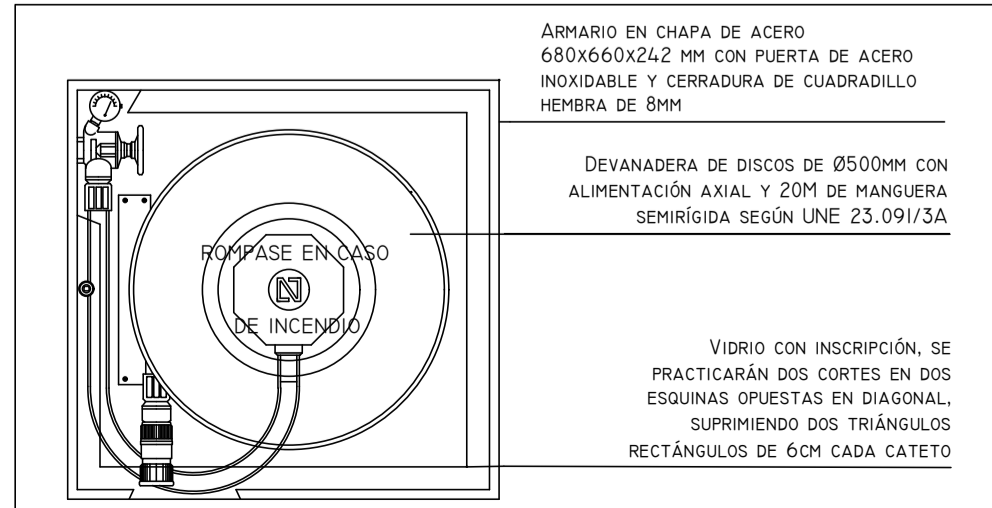 ARMARIO EN CHAPA DE ACERO
680X660X242 MM CON PUERTA DE ACERO
INOXIDABLE Y CERRADURA DE CUADRADILLO
HEMBRA DE 8MM
DEVANADERA DE DISCOS DE Ø500MM CON
ALIMENTACIÓN AXIAL Y 20M DE MANGUERA
SEMIRÍGIDA SEGÚN UNE 23.091/3A
ROMPASE EN CASO
DE INCENDIO
VIDRIO CON INSCRIPCIÓN, SE
PRACTICARÁN DOS CORTES EN DOS
ESQUINAS OPUESTAS EN DIAGONAL,
SUPRIMIENDO DOS TRIÁNGULOS
RECTÁNGULOS DE 6CM CADA CATETO